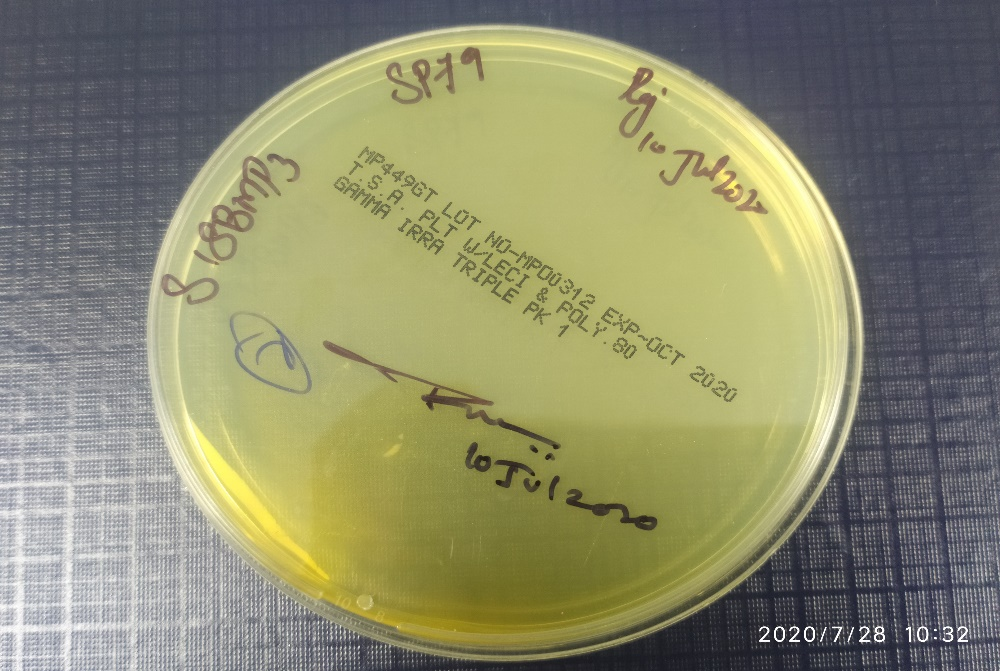 SP79
10 Jul 2020
S 18BMP3
MP449GT LOT NO-MP00312 EXP-OCT 2020
T.S.A. PLT W/LECI & POLY.80
GAMMA IRRA TRIPLE PK 1
10 Jul 2020
2020/7/28 10:32